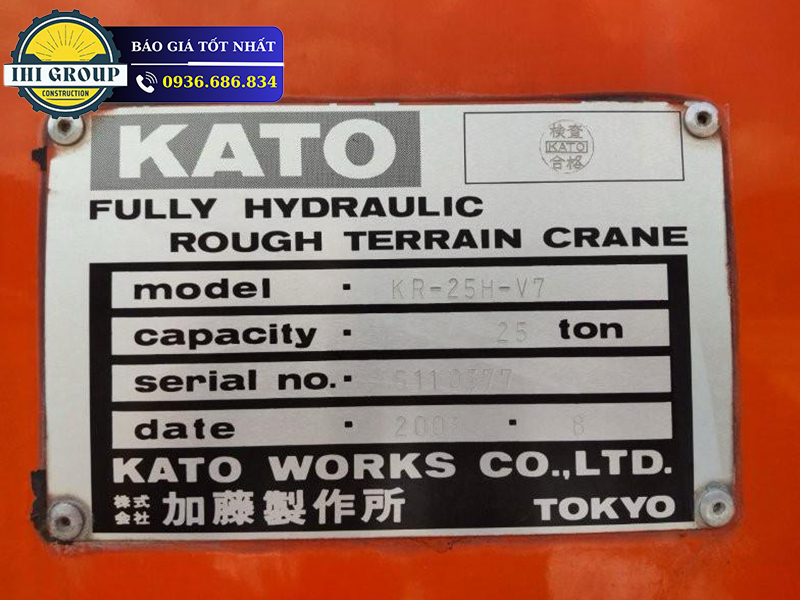 IHI GROUP
CONSTRUCTION
BÁO GIÁ TỐT NHẤT
0936.686.834
KATO
検査
KATO
合格
FULLY HYDRAULIC
ROUGH TERRAIN CRANE
model · KR-25H-V7
capacity · 25 ton
serial no. ·
date · · 8
KATO WORKS CO.,LTD.
株式会社 加藤製作所 TOKYO